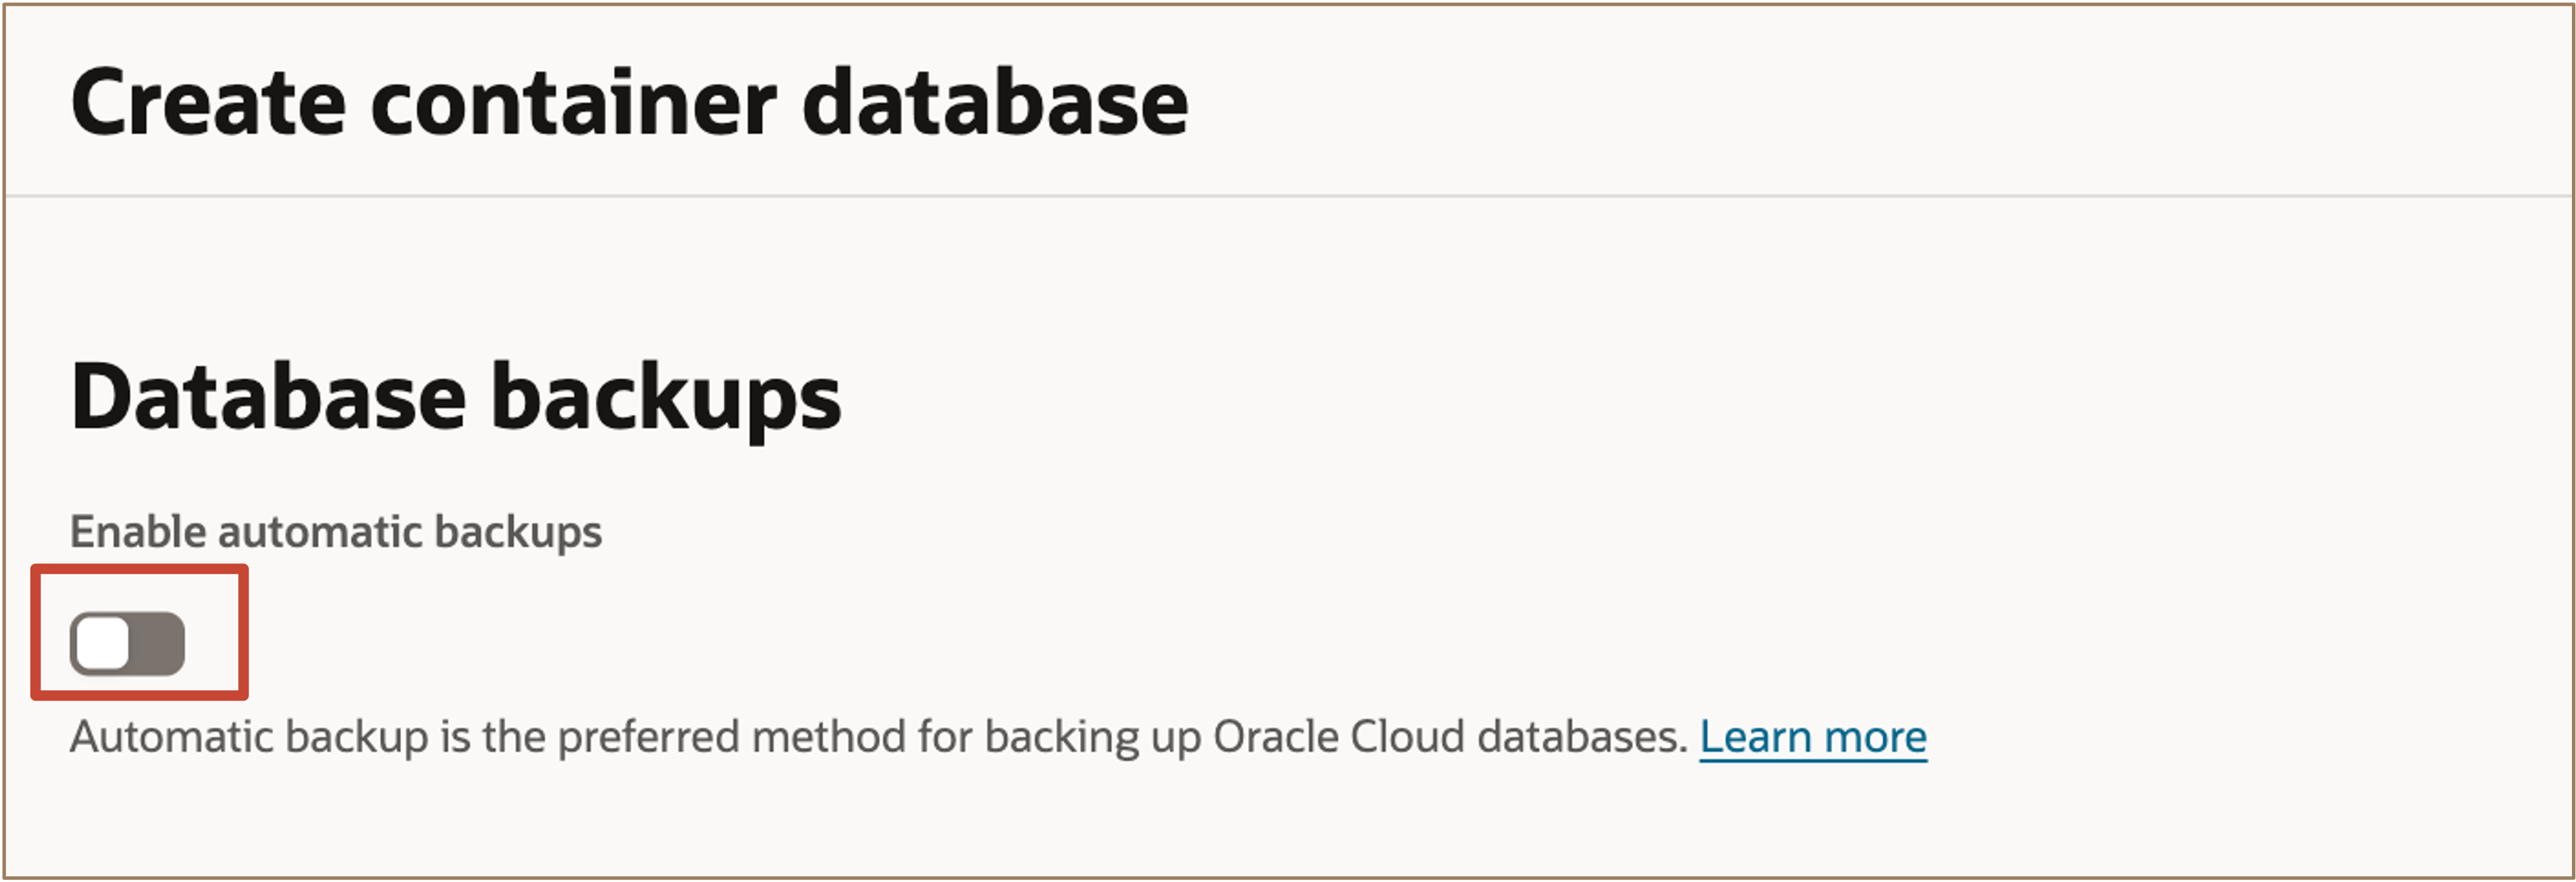 Create container database
Database backups
Enable automatic backups
Automatic backup is the preferred method for backing up Oracle Cloud databases. Learn more